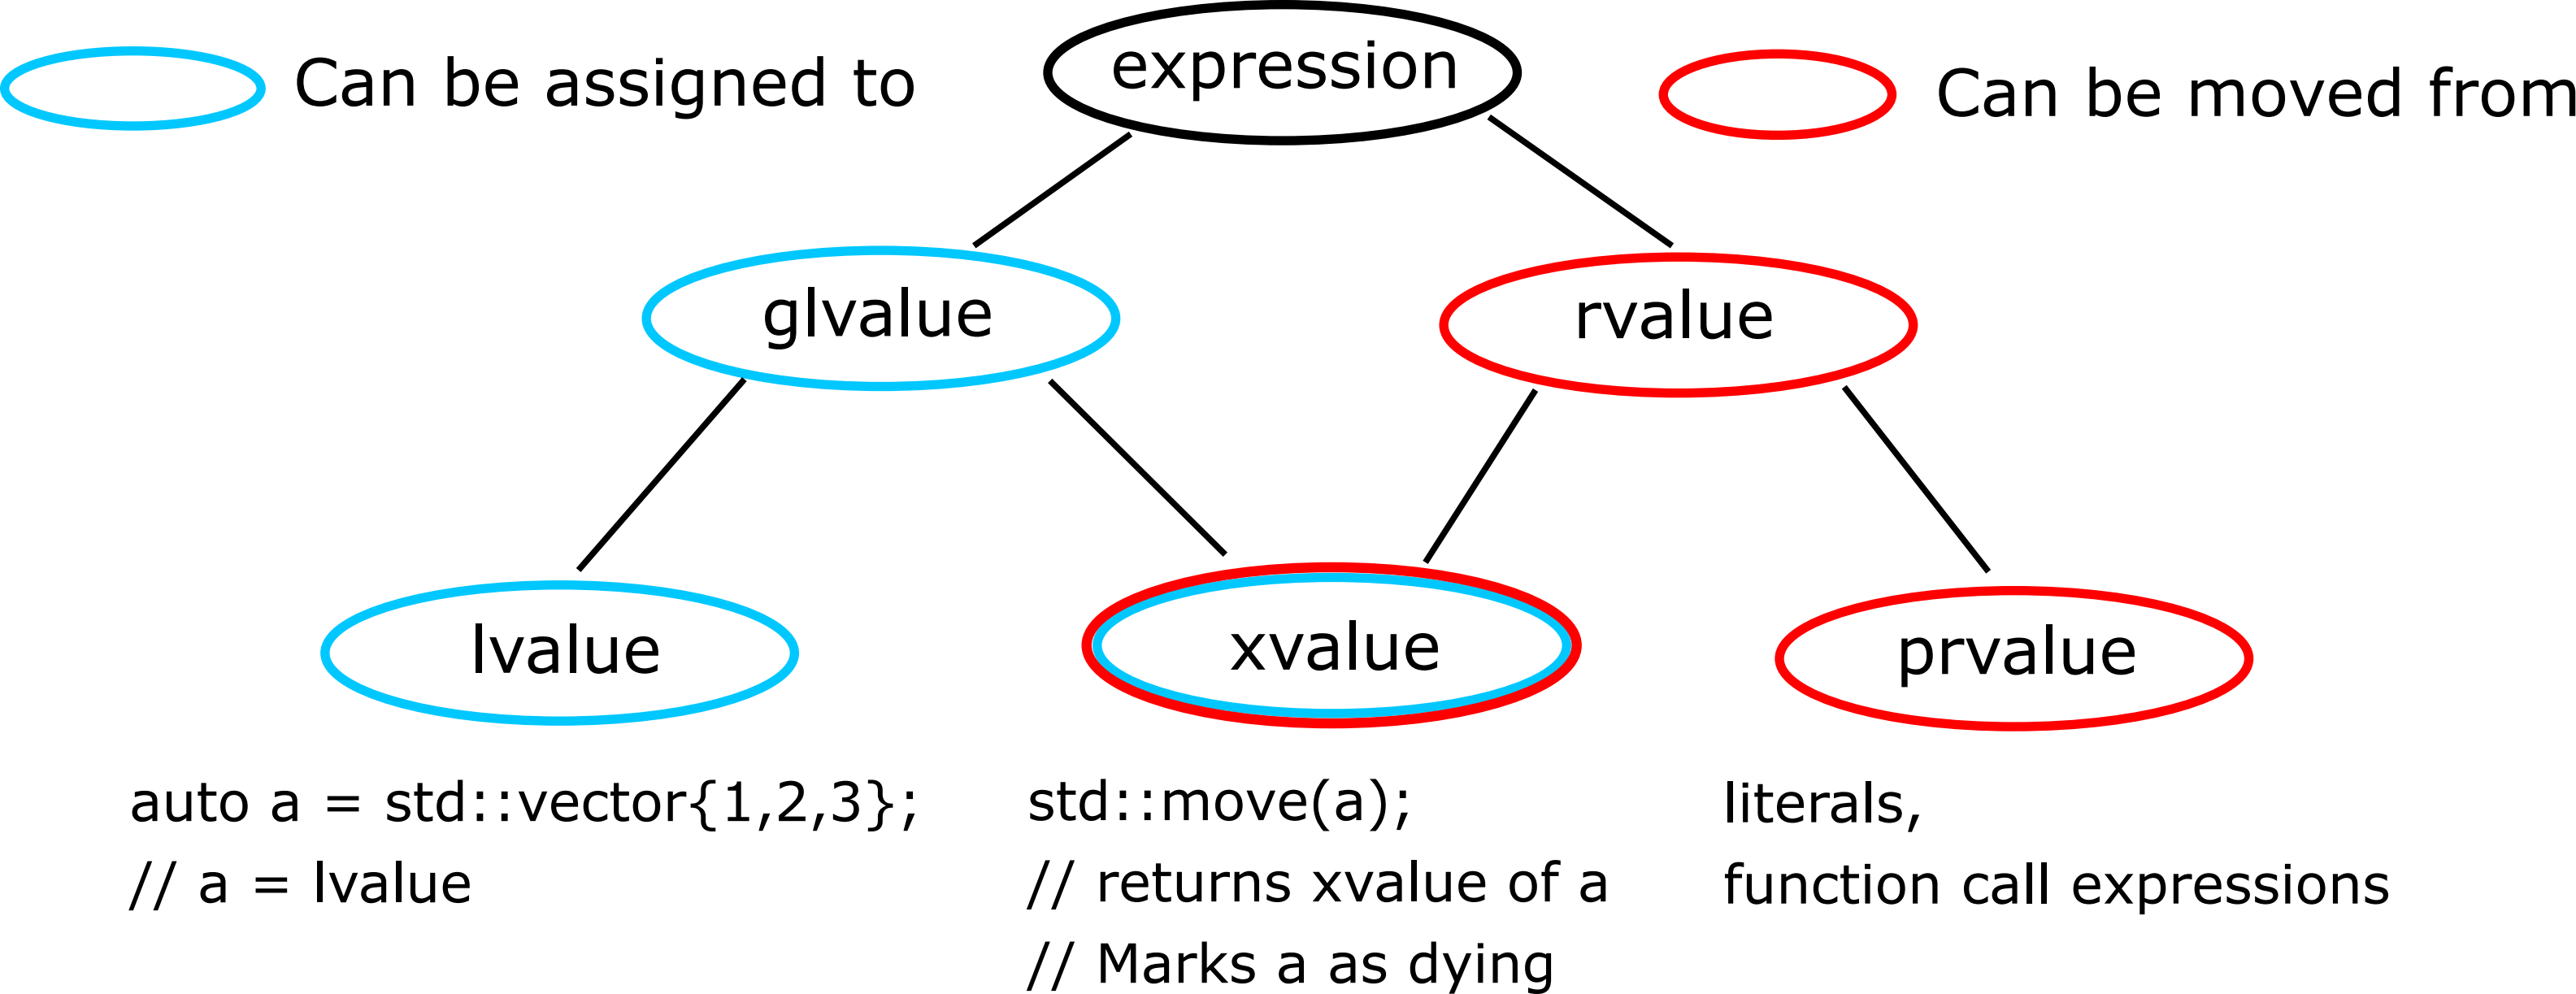 Can be assigned to
expression
Can be moved from
glvalue
rvalue
lvalue
xvalue
prvalue
auto a = std::vector{1,2,3};
// a = lvalue
std::move(a);
// returns xvalue of a
// Marks a as dying
literals,
function call expressions